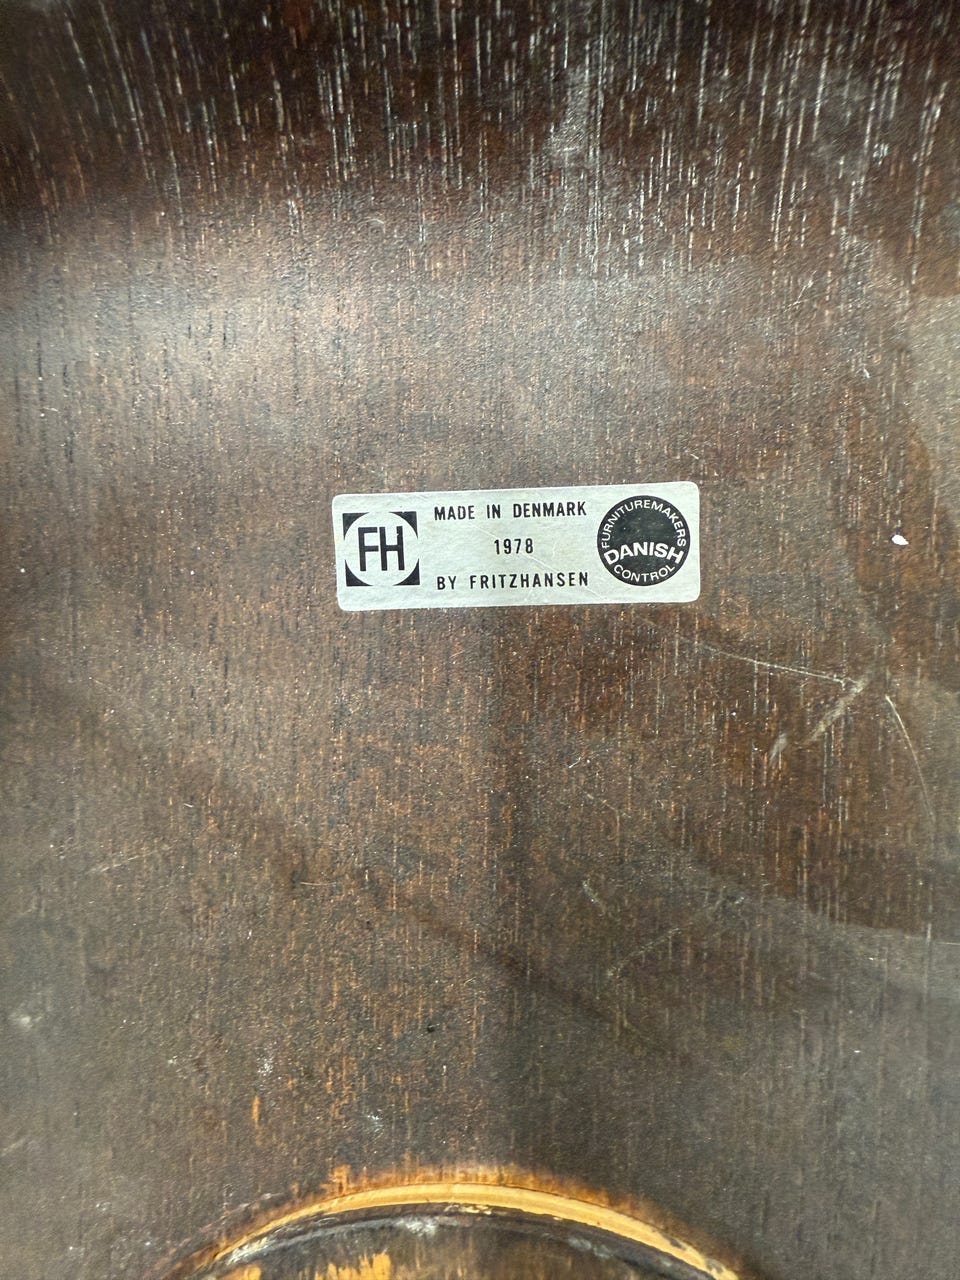 FH
MADE IN DENMARK
1978
BY FRITZHANSEN
FURNITUREMAKERS
DANISH
CONTROL